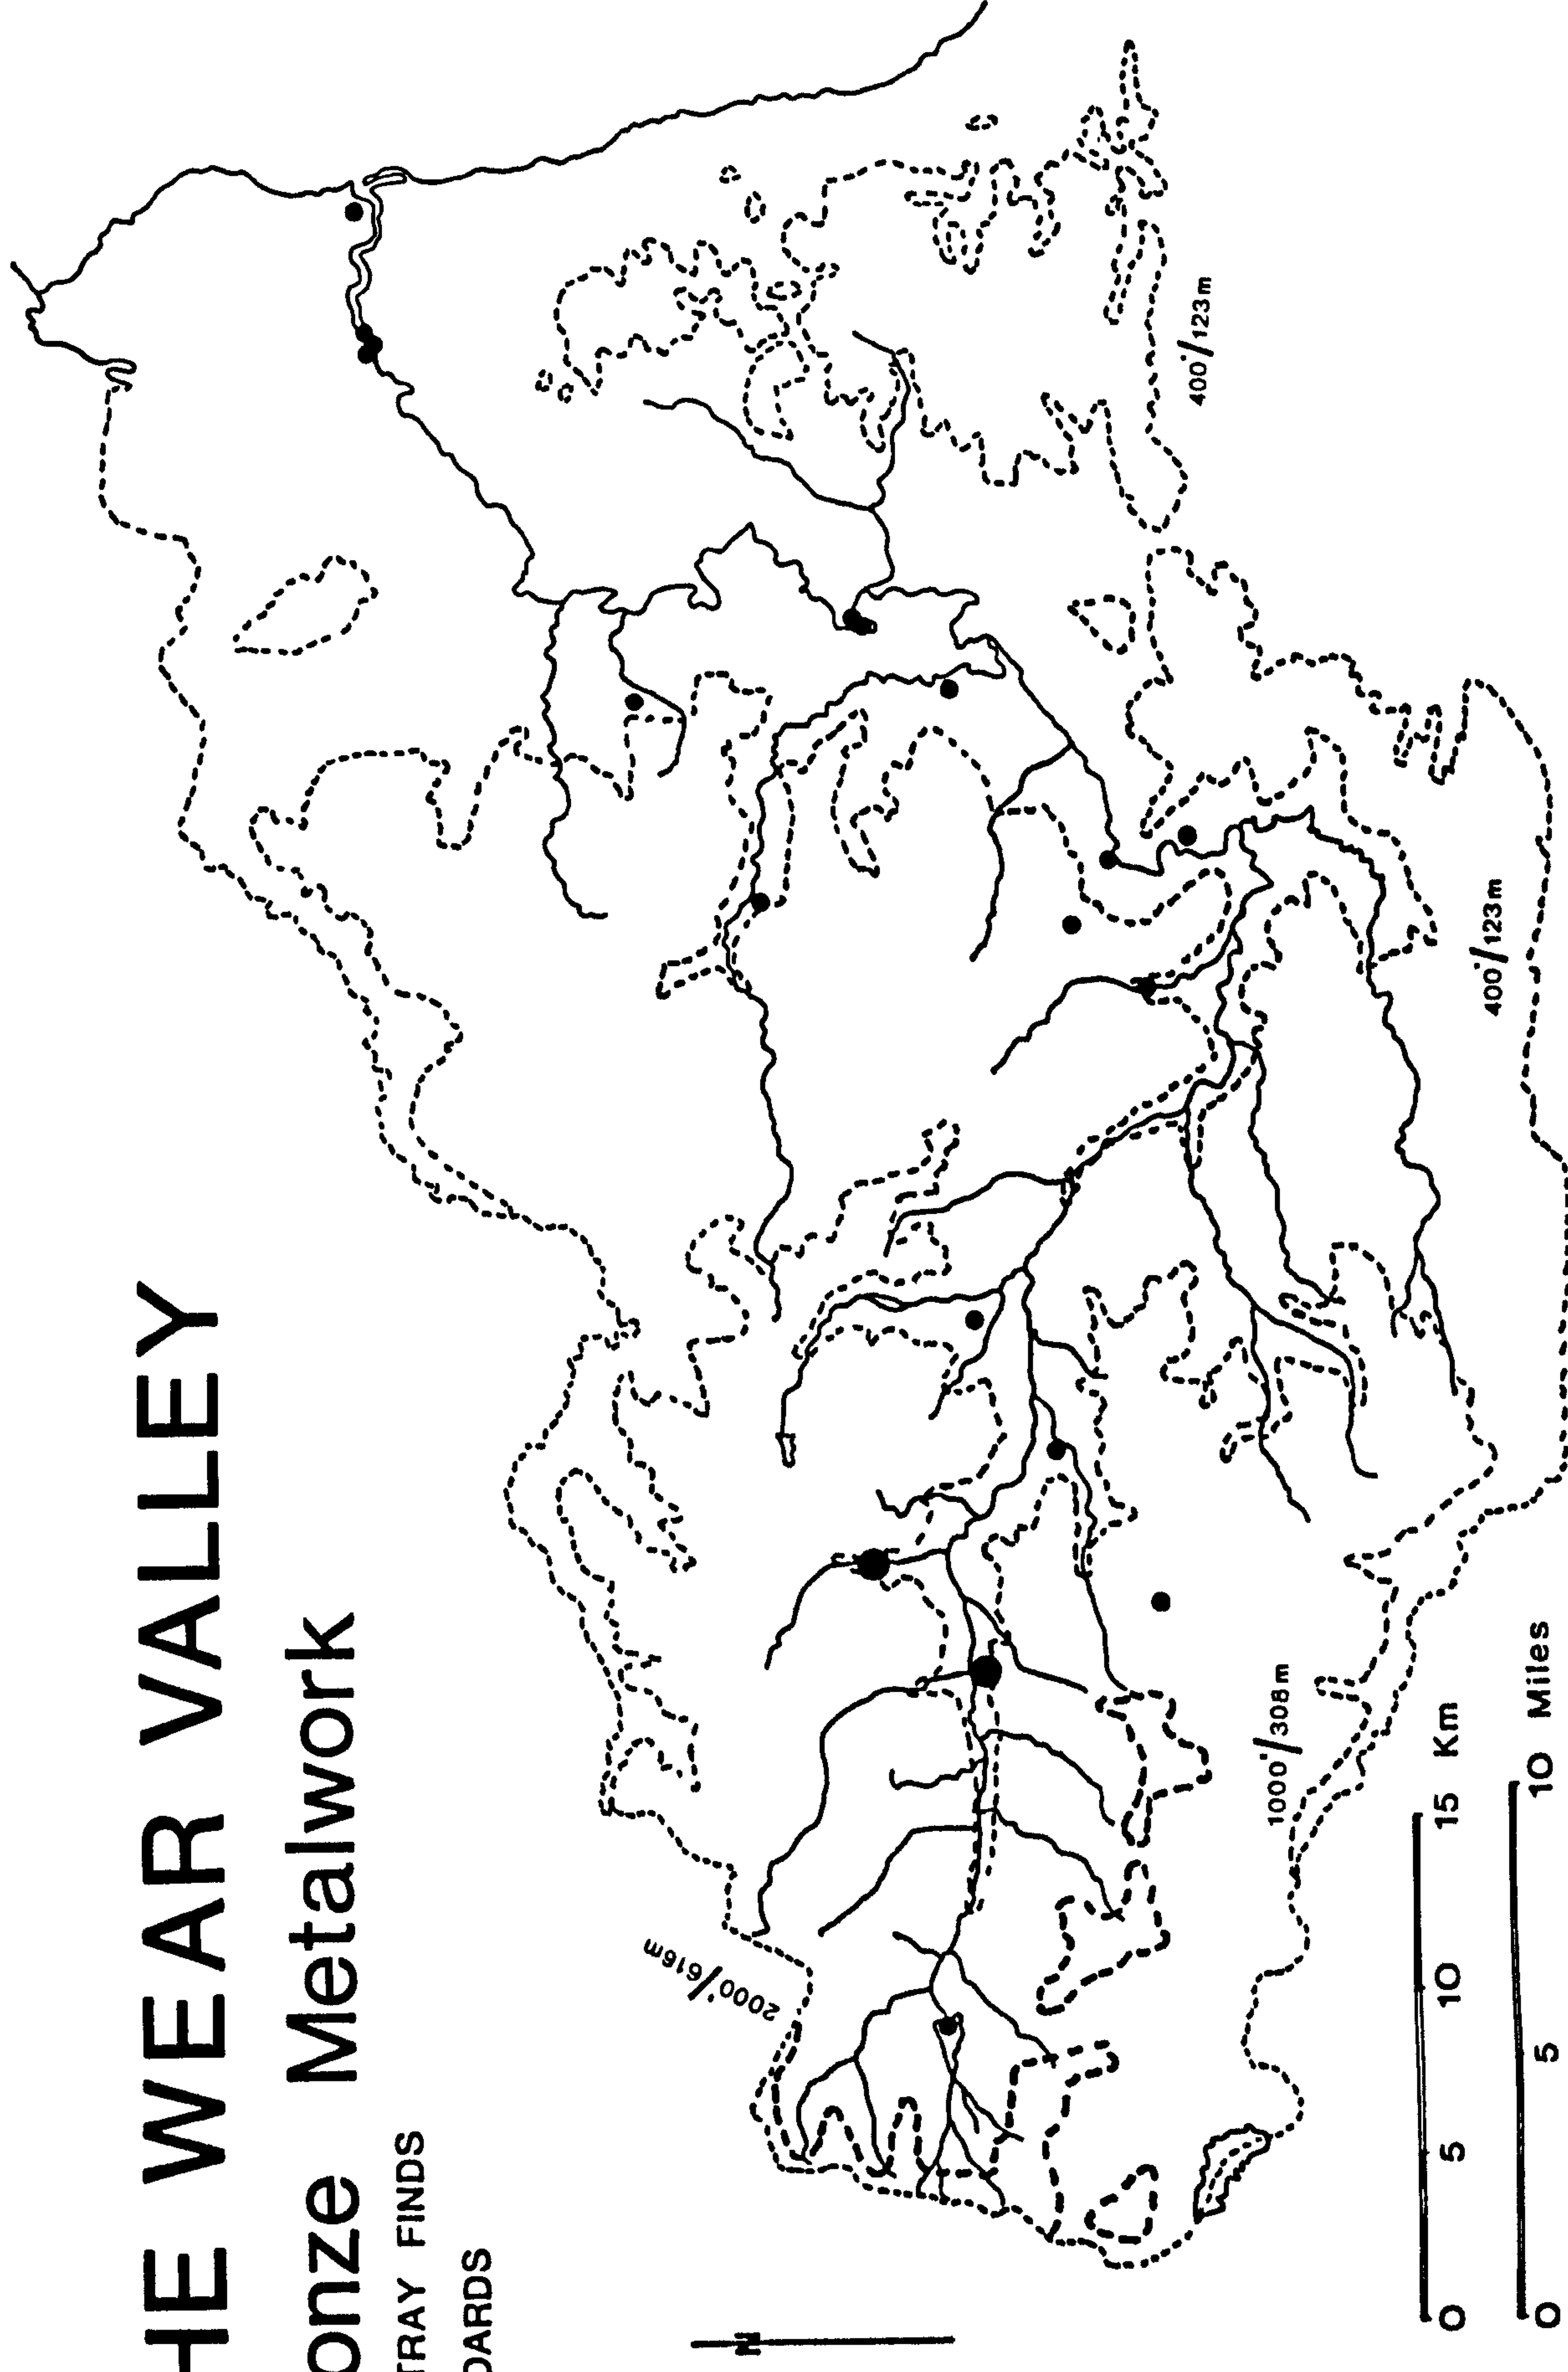 HE WEAR VALLEY
onze Metalwork
TRAY FINDS
OARDS
2000'/616m
1000'/308m
400'/123m
400'/123m
N
0 5 10 15 Km
0 5 10 Miles